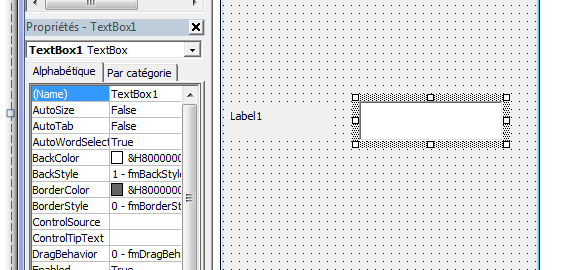 Propriétés - TextBox1
TextBox1 TextBox
Alphabétique Par catégorie
(Name) TextBox1
AutoSize False
AutoTab False
AutoWordSelect True
BackColor &H8000000
BackStyle 1 - fmBackStyle
BorderColor &H8000000
BorderStyle 0 - fmBorderSt
ControlSource
ControlTipText
DragBehavior 0 - fmDragBeha
Enabled True
Label1